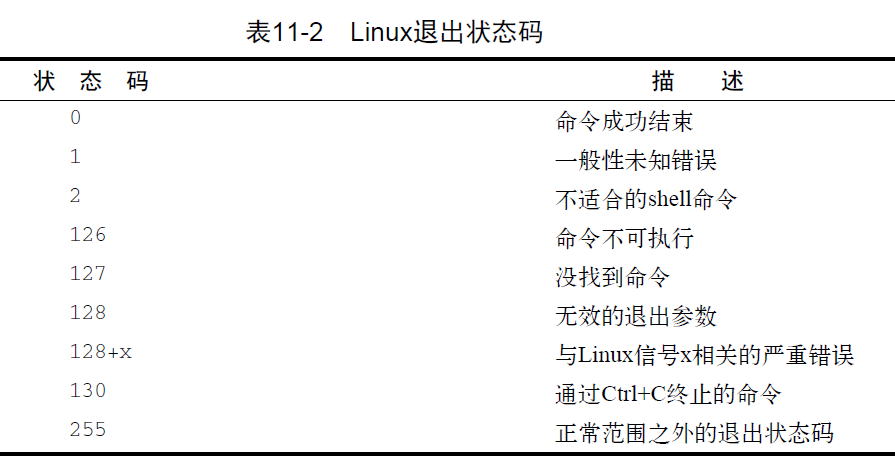 表11-2 Linux退出状态码
状 态 码 描 述
0 命令成功结束
1 一般性未知错误
2 不适合的shell命令
126 命令不可执行
127 没找到命令
128 无效的退出参数
128+x 与Linux信号x相关的严重错误
130 通过Ctrl+C终止的命令
255 正常范围之外的退出状态码